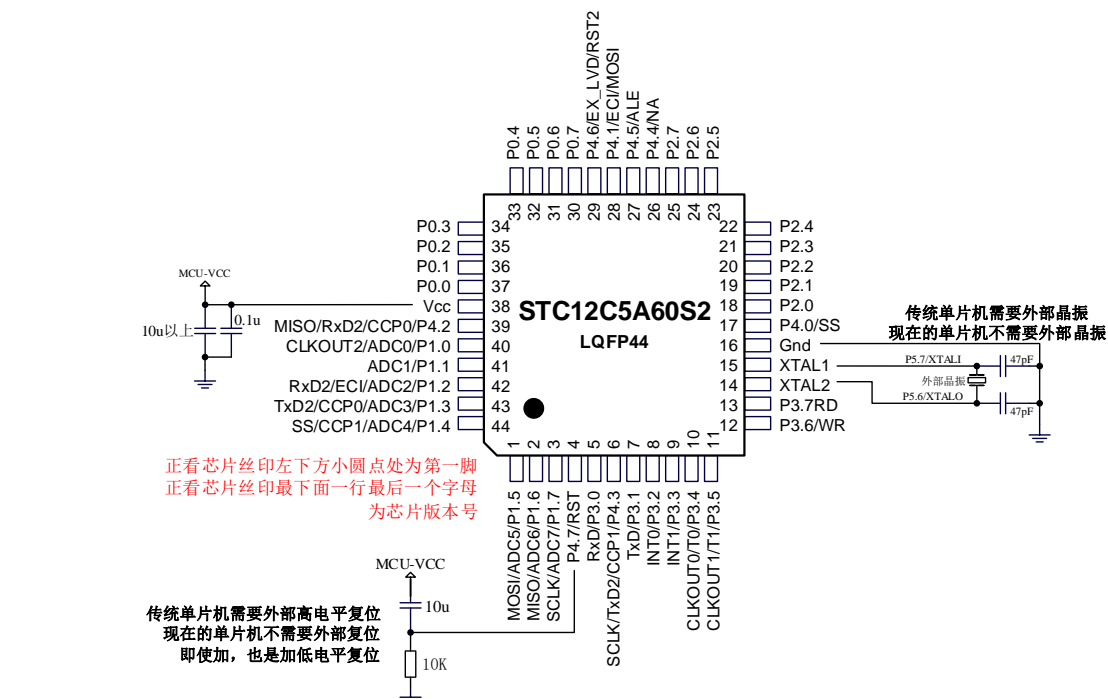 P0.4
P0.5
P0.6
P0.7
P4.6/EX_LVD/RST2
P4.1/ECI/MOSI
P4.5/ALE
P4.4/NA
P2.7
P2.6
P2.5
33
32
31
30
29
28
27
26
25
24
23
P0.3 34
P0.2 35
P0.1 36
P0.0 37
Vcc 38
MISO/RxD2/CCP0/P4.2 39
CLKOUT2/ADC0/P1.0 40
ADC1/P1.1 41
RxD2/ECI/ADC2/P1.2 42
TxD2/CCP0/ADC3/P1.3 43
SS/CCP1/ADC4/P1.4 44
MCU-VCC
10u以上
0.1u
STC12C5A60S2
LQFP44
22 P2.4
21 P2.3
20 P2.2
19 P2.1
18 P2.0
17 P4.0/SS
16 Gnd
15 XTAL1
14 XTAL2
13 P3.7RD
12 P3.6/WR
传统单片机需要外部晶振
现在的单片机不需要外部晶振
P5.7/XTALI
47pF
外部晶振
P5.6/XTALO
47pF
1
2
3
4
5
6
7
8
9
10
11
MOSI/ADC5/P1.5
MISO/ADC6/P1.6
SCLK/ADC7/P1.7
P4.7/RST
RxD/P3.0
SCLK/TxD2/CCP1/P4.3
TxD/P3.1
INT0/P3.2
INT1/P3.3
CLKOUT0/T0/P3.4
CLKOUT1/T1/P3.5
正看芯片丝印左下方小圆点处为第一脚
正看芯片丝印最下面一行最后一个字母
为芯片版本号
MCU-VCC
10u
10K
传统单片机需要外部高电平复位
现在的单片机不需要外部复位
即使加，也是加低电平复位